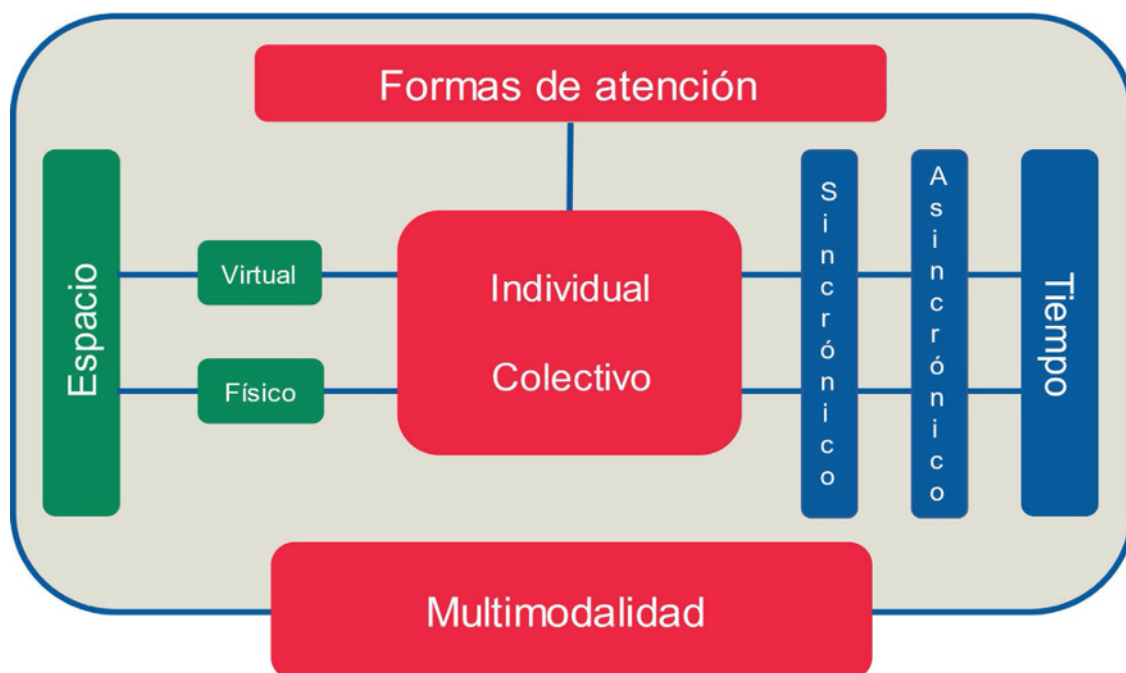 Formas de atención
Espacio
Virtual
Físico
Individual
Colectivo
Sincrónico
Asincrónico
Tiempo
Multimodalidad